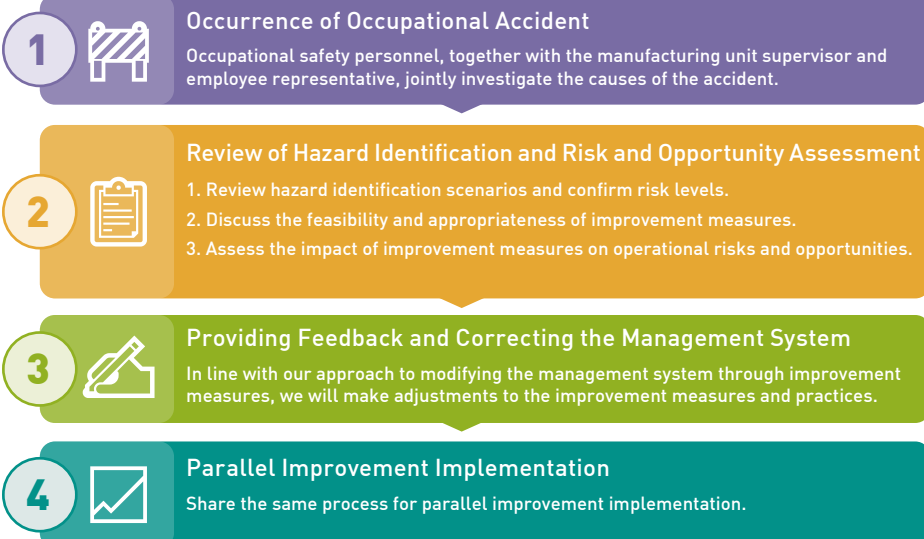 1
Occurrence of Occupational Accident
Occupational safety personnel, together with the manufacturing unit supervisor and
employee representative, jointly investigate the causes of the accident.
2
Review of Hazard Identification and Risk and Opportunity Assessment
1. Review hazard identification scenarios and confirm risk levels.
2. Discuss the feasibility and appropriateness of improvement measures.
3. Assess the impact of improvement measures on operational risks and opportunities.
3
Providing Feedback and Correcting the Management System
In line with our approach to modifying the management system through improvement
measures, we will make adjustments to the improvement measures and practices.
4
Parallel Improvement Implementation
Share the same process for parallel improvement implementation.